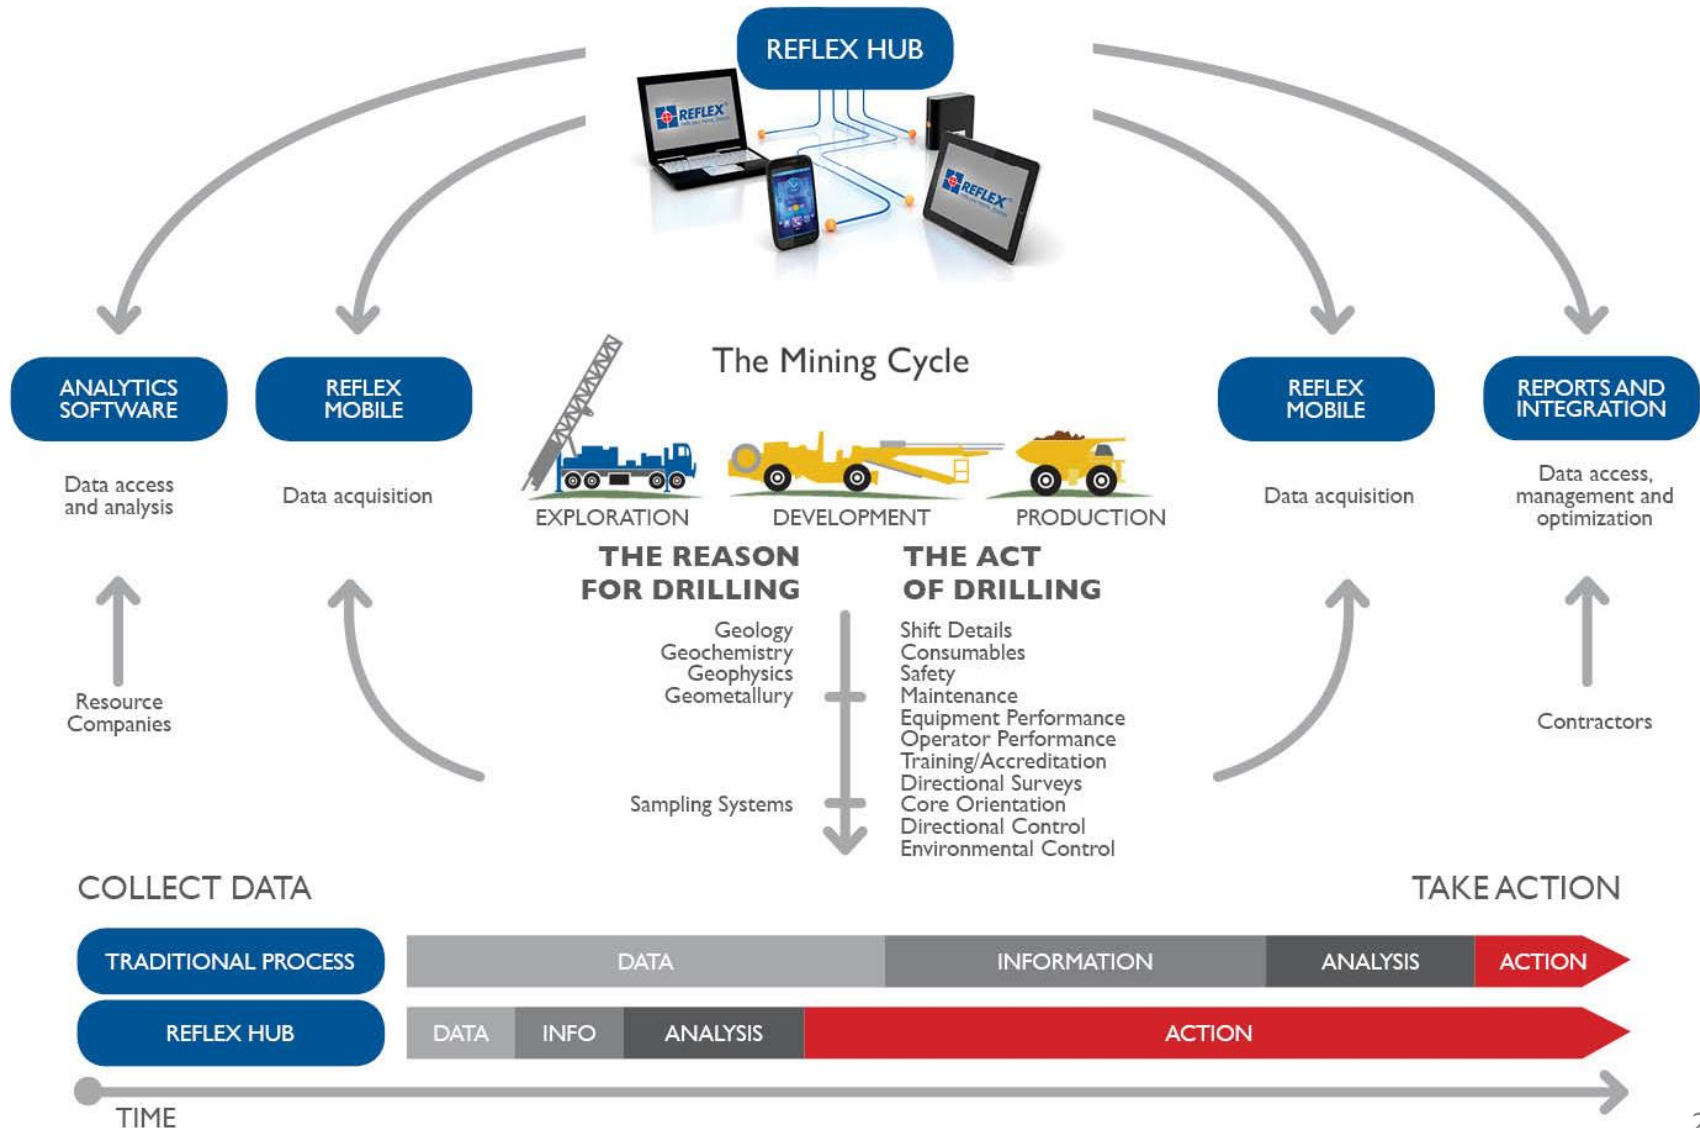 REFLEX HUB
REFLEX
REFLEX
The Mining Cycle
ANALYTICS
SOFTWARE
Data access
and analysis
Resource
Companies
REFLEX
MOBILE
Data acquisition
EXPLORATION
DEVELOPMENT
PRODUCTION
REFLEX
MOBILE
Data acquisition
REPORTS AND
INTEGRATION
Data access,
management and
optimization
Contractors
THE REASON
FOR DRILLING
Geology
Geochemistry
Geophysics
Geometallury
Sampling Systems
THE ACT
OF DRILLING
Shift Details
Consumables
Safety
Maintenance
Equipment Performance
Operator Performance
Training/Accreditation
Directional Surveys
Core Orientation
Directional Control
Environmental Control
COLLECT DATA
TAKE ACTION
TRADITIONAL PROCESS
DATA
INFORMATION
ANALYSIS
ACTION
REFLEX HUB
DATA
INFO
ANALYSIS
ACTION
TIME